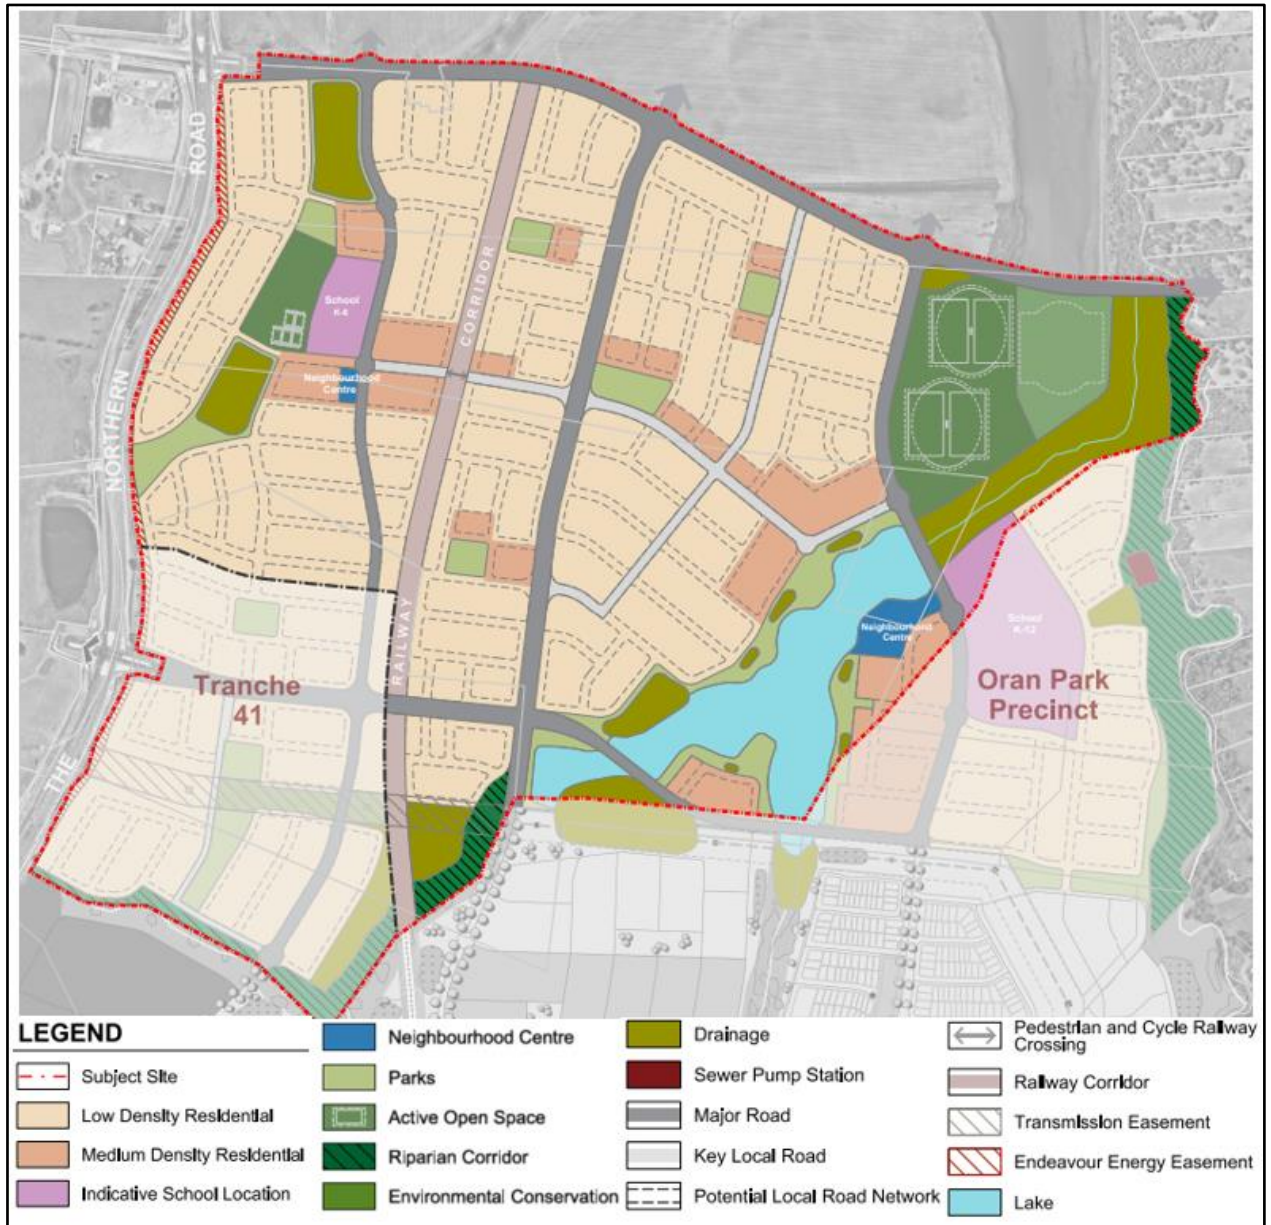 ROAD
NORTHERN
THE
CORRIDOR
RAILWAY
School
K-6
Neighbourhood
Centre
Neighbourhood
Centre
School
K-12
Tranche
41
Oran Park
Precinct
LEGEND
Subject Site
Low Density Residential
Medium Density Residential
Indicative School Location
Neighbourhood Centre
Parks
Active Open Space
Riparian Corridor
Environmental Conservation
Drainage
Sewer Pump Station
Major Road
Key Local Road
Potential Local Road Network
Pedestrian and Cycle Railway
Crossing
Railway Corridor
Transmission Easement
Endeavour Energy Easement
Lake